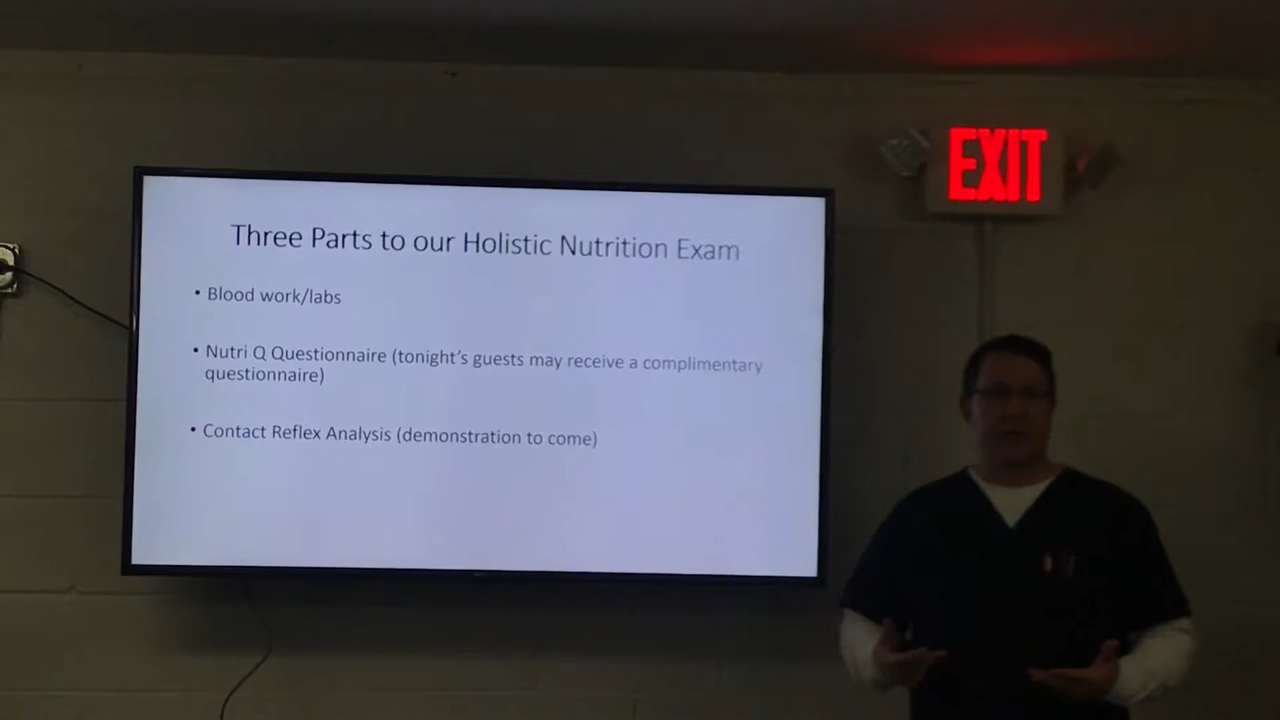 EXIT
Three Parts to our Holistic Nutrition Exam
• Blood work/labs
• Nutri Q Questionnaire (tonight's guests may receive a complimentary
questionnaire)
• Contact Reflex Analysis (demonstration to come)